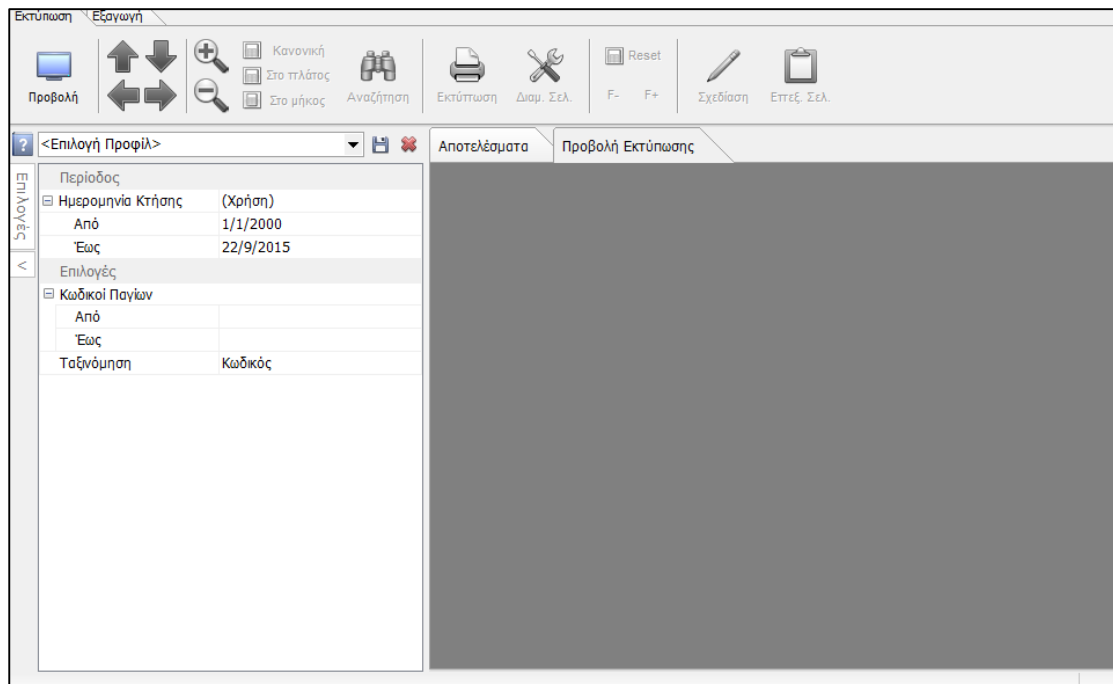 Εκτύπωση Εξαγωγή
Προβολή
Κανονική
Στο πλάτος
Στο μήκος
Αναζήτηση
Εκτύπωση
Διαμ. Σελ.
Reset
F- F+
Σχεδίαση
Επεξ. Σελ.
? <Επιλογή Προφίλ>
Αποτελέσματα Προβολή Εκτύπωσης
Επιλογές
<
Περίοδος
Ημερομηνία Κτήσης (Χρήση)
Από 1/1/2000
Έως 22/9/2015
Επιλογές
Κωδικοί Παγίων
Από
Έως
Ταξινόμηση Κωδικός